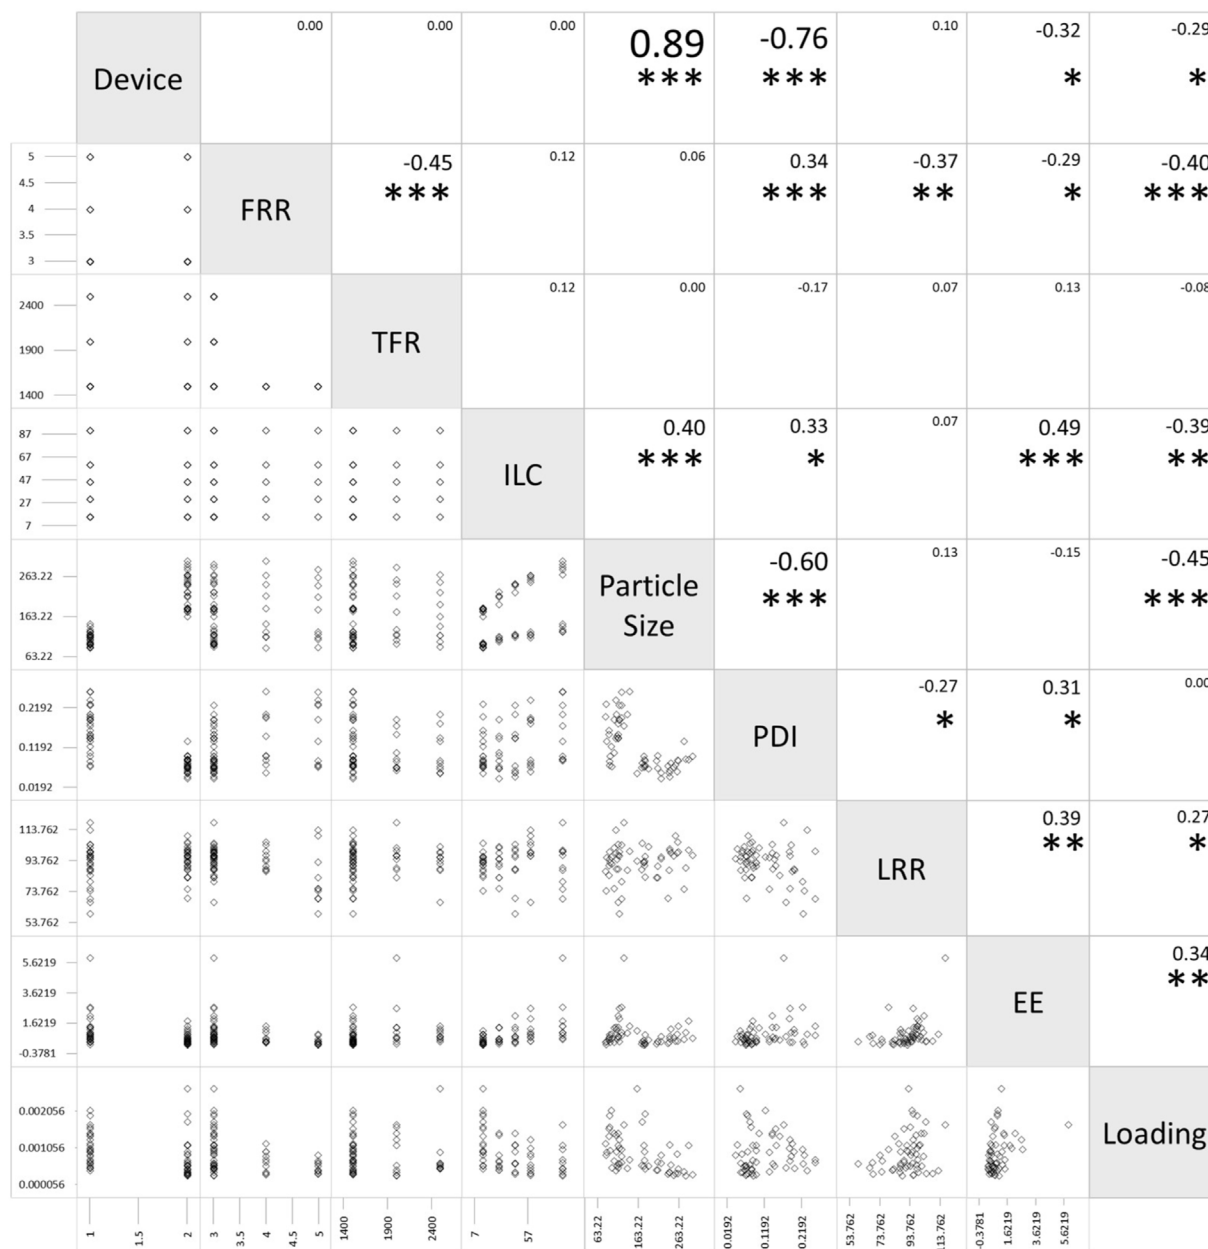 0.00 0.00 0.00 0.89 -0.76 0.10 -0.32 -0.29
Device *** *** * *
5 -0.45 0.12 0.06 0.34 -0.37 -0.29 -0.40
4.5 *** *** ** * ***
4 FRR
3.5
3
2400 0.12 0.00 -0.17 0.07 0.13 -0.08
1900 TFR
1400
87 0.40 0.33 0.07 0.49 -0.39
67 *** * *** **
47 ILC
27
7
263.22 -0.60 0.13 -0.15 -0.45
Particle *** ***
163.22 Size
63.22
0.2192 -0.27 0.31 0.00
* *
0.1192 PDI
0.0192
113.762 0.39 0.27
** *
93.762 LRR
73.762
53.762
5.6219 0.34
**
3.6219 EE
1.6219
-0.3781
0.002056
0.001056 Loading
0.000056
1 1.5 2 3 3.5 4 4.5 5 1400 1900 2400 7 57 63.22 163.22 263.22 0.0192 0.1192 0.2192 53.762 73.762 93.762 113.762 -0.3781 1.6219 3.6219 5.6219